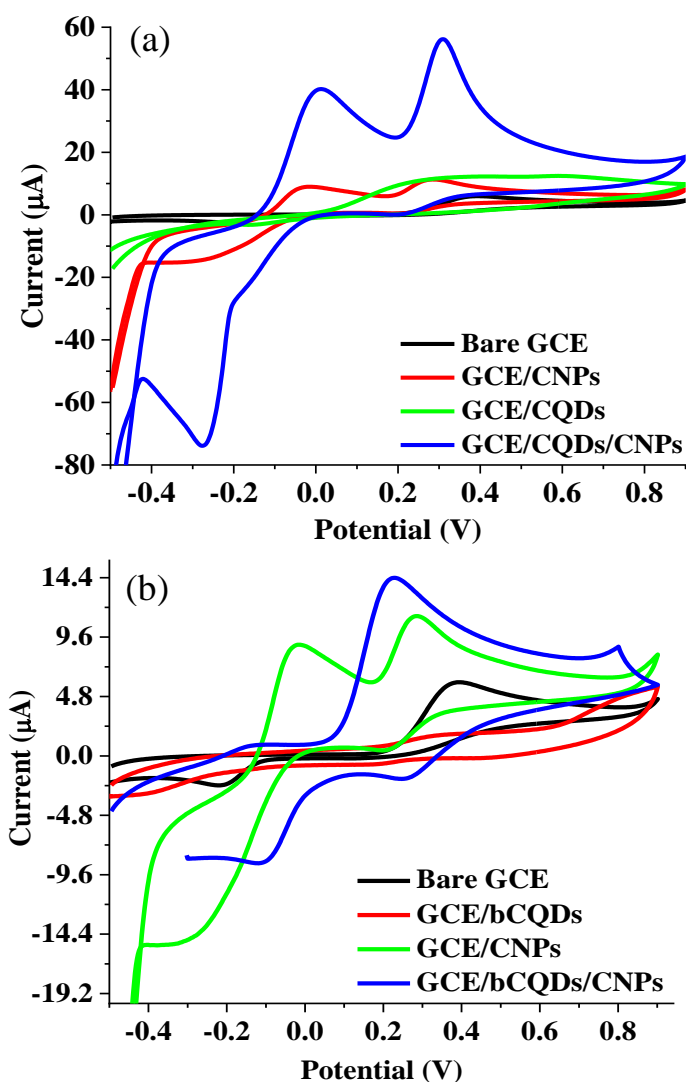 (a)
60
40
20
0
-20
-40
-60
-80
Current (µA)
Bare GCE
GCE/CNPs
GCE/CQDs
GCE/CQDs/CNPs
-0.4 -0.2 0.0 0.2 0.4 0.6 0.8
Potential (V)
(b)
14.4
9.6
4.8
0.0
-4.8
-9.6
-14.4
-19.2
Current (µA)
Bare GCE
GCE/bCQDs
GCE/CNPs
GCE/bCQDs/CNPs
-0.4 -0.2 0.0 0.2 0.4 0.6 0.8
Potential (V)